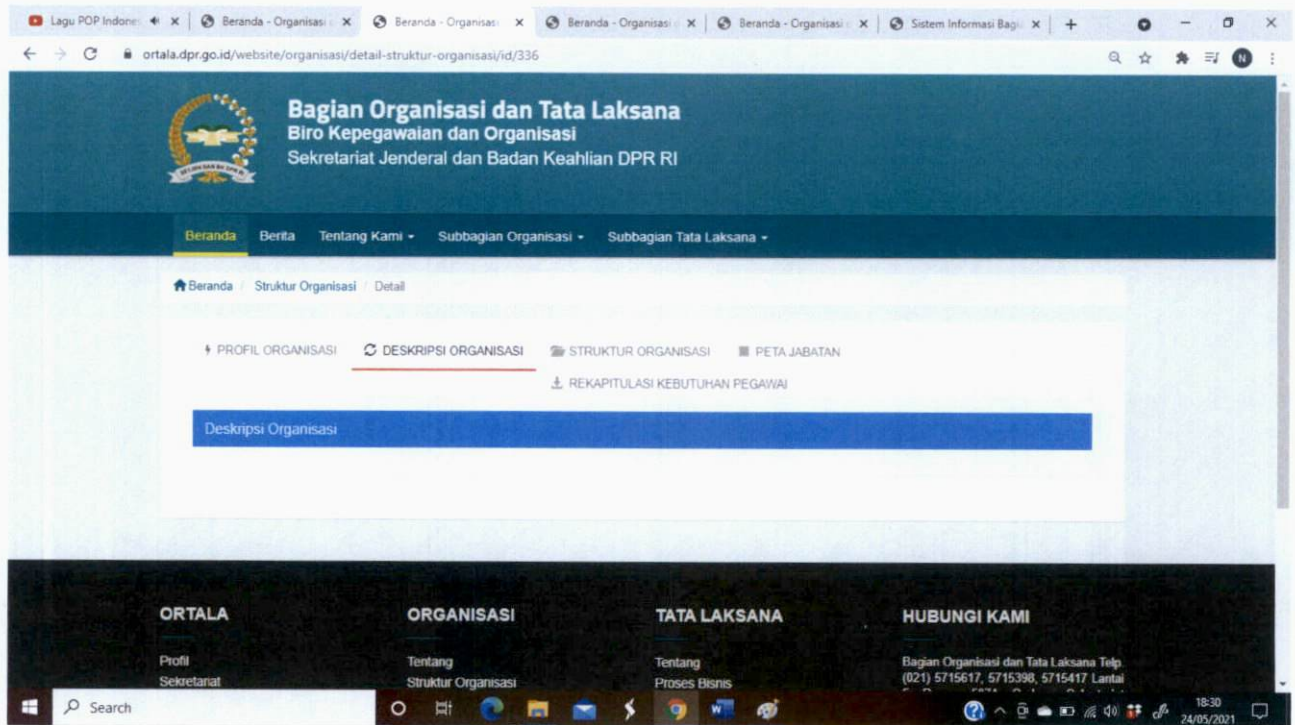 Lagu POP Indones
Beranda - Organisasi
Beranda - Organisasi
Beranda - Organisasi
Beranda - Organisasi
Sistem Informasi Bagi
ortala.dpr.go.id/website/organisasi/detail-struktur-organisasi/id/336
N
Bagian Organisasi dan Tata Laksana
Biro Kepegawaian dan Organisasi
Sekretariat Jenderal dan Badan Keahlian DPR RI
Beranda Berita Tentang Kami Subbagian Organisasi Subbagian Tata Laksana
Beranda / Struktur Organisasi / Detail
PROFIL ORGANISASI DESKRIPSI ORGANISASI STRUKTUR ORGANISASI PETA JABATAN
REKAPITULASI KEBUTUHAN PEGAWAI
Deskripsi Organisasi
ORTALA
Profil
Sekretariat
ORGANISASI
Tentang
Struktur Organisasi
TATA LAKSANA
Tentang
Proses Bisnis
HUBUNGI KAMI
Bagian Organisasi dan Tata Laksana Telp.
(021) 5715617, 5715398, 5715417 Lantai
Search
18:30
24/05/2021